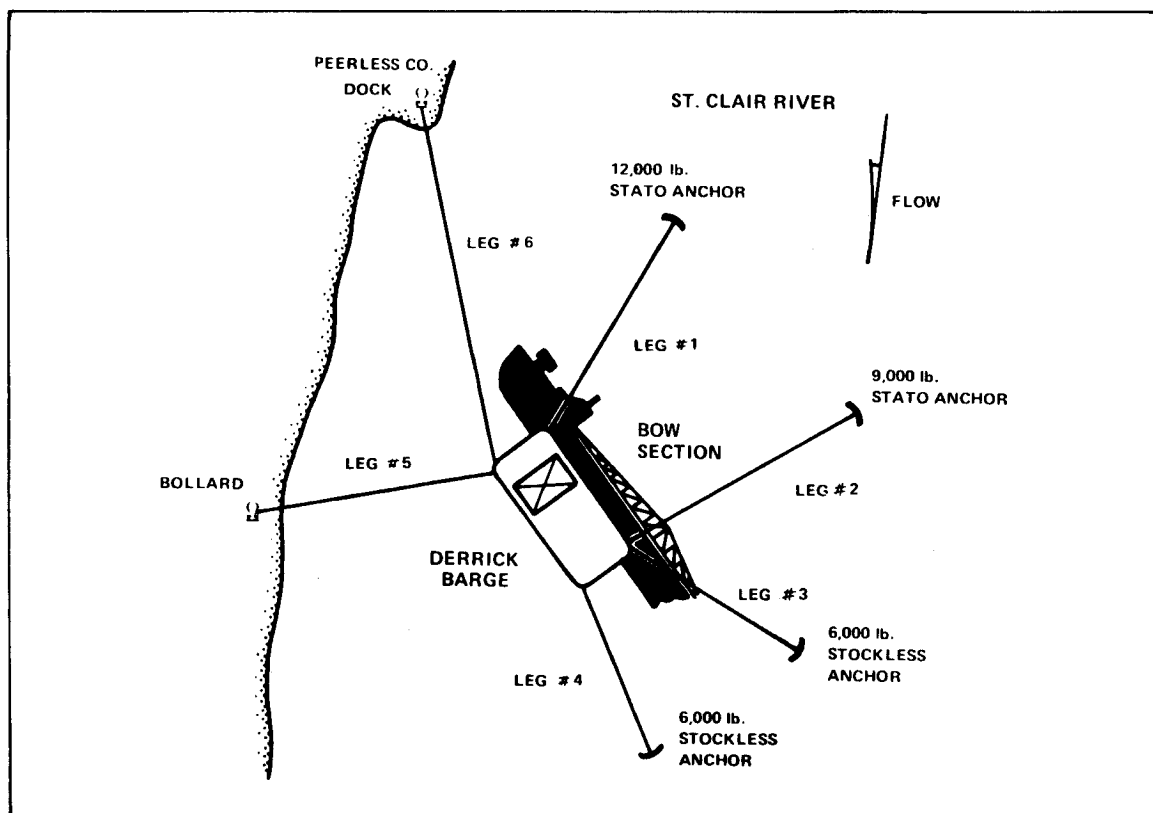 PEERLESS CO.
DOCK
ST. CLAIR RIVER
12,000 lb.
STATO ANCHOR
FLOW
LEG #6
LEG #1
9,000 lb.
STATO ANCHOR
BOW
SECTION
LEG #5
BOLLARD
LEG #2
DERRICK
BARGE
LEG #3
6,000 lb.
STOCKLESS
ANCHOR
LEG #4
6,000 lb.
STOCKLESS
ANCHOR